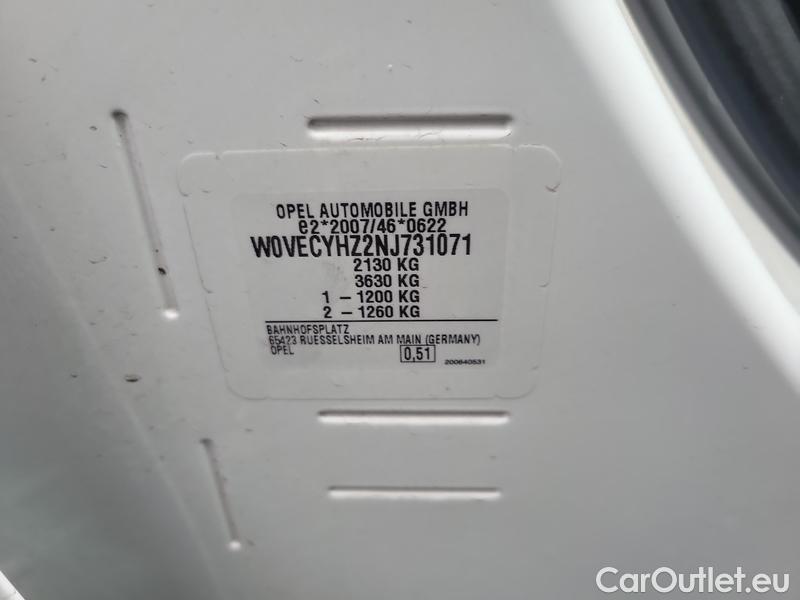 OPEL AUTOMOBILE GMBH
e2*2007/46*0622
W0VECYHZ2NJ731071
2130 KG
3630 KG
1 – 1200 KG
2 – 1260 KG
BAHNHOFSPLATZ
65423 RUESSELSHEIM AM MAIN (GERMANY)
OPEL 0,51 200640531
CarOutlet.eu